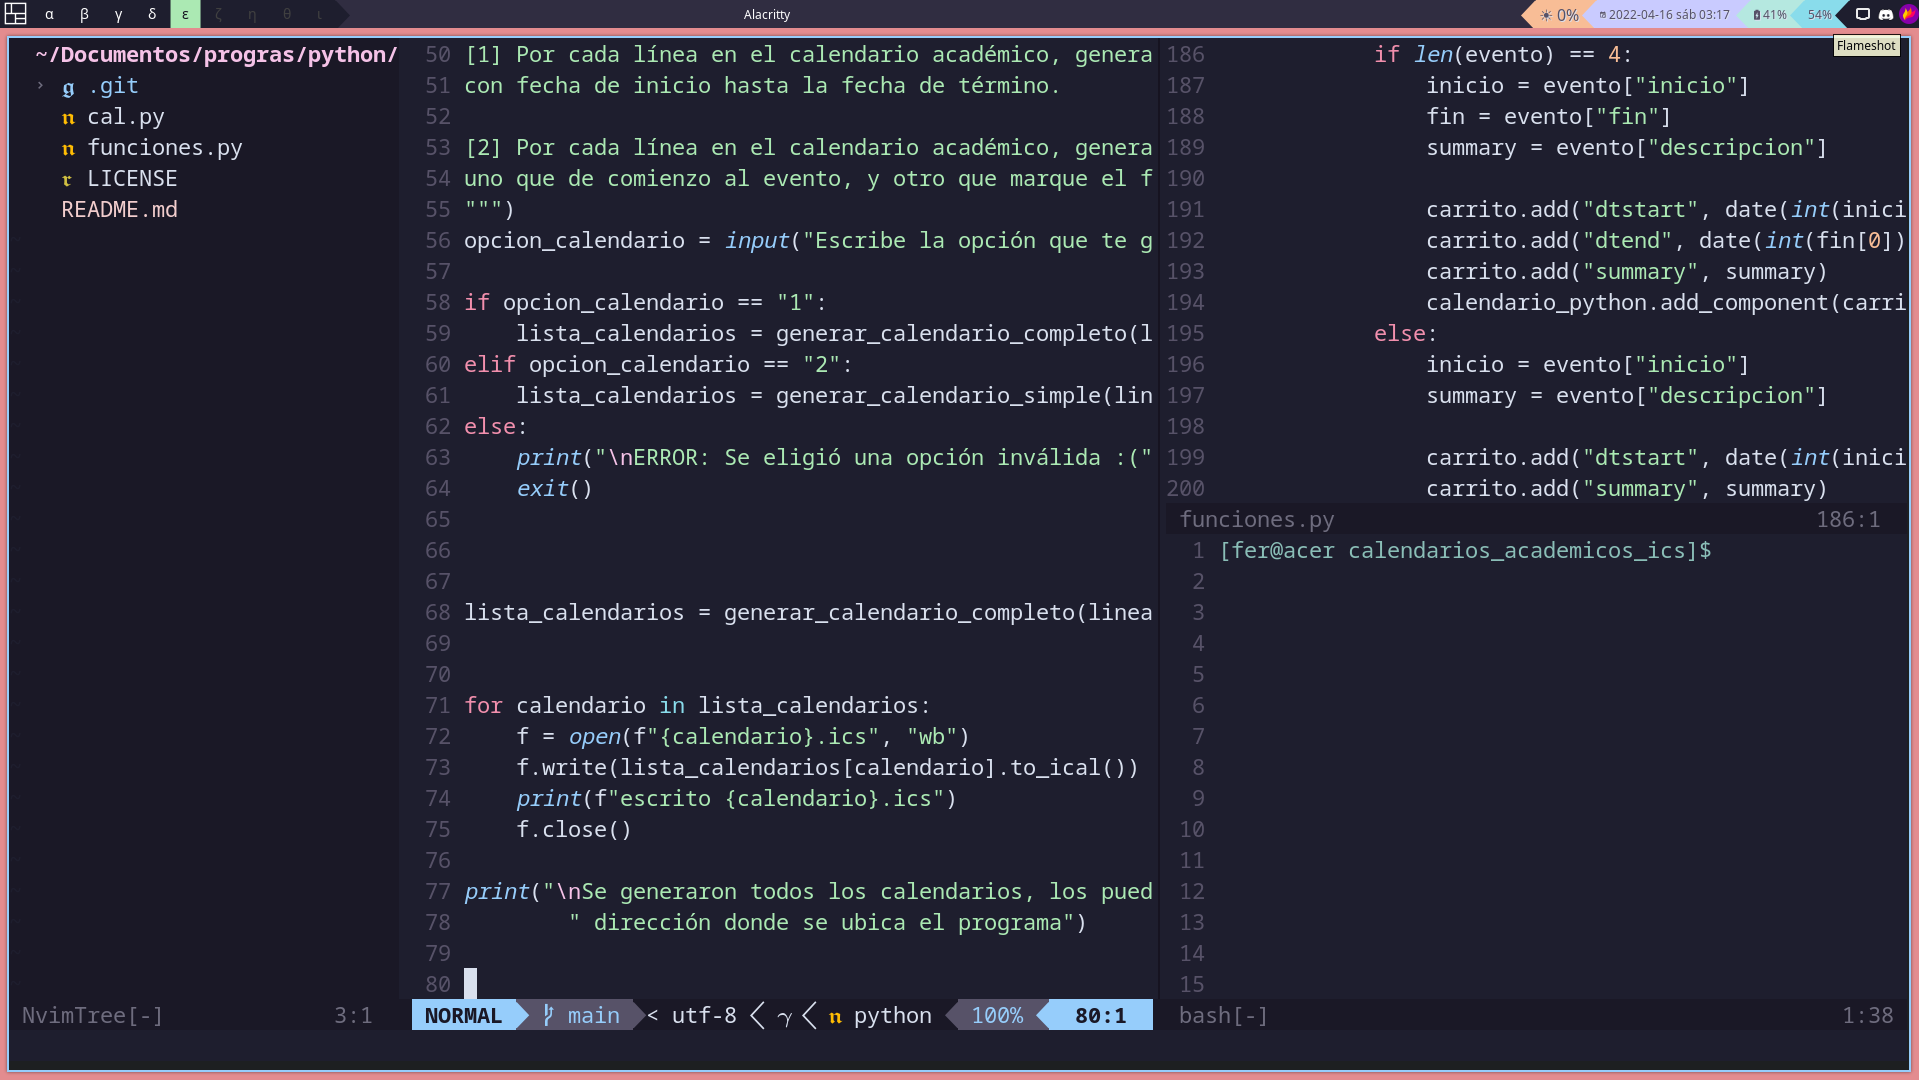 α β γ δ ε ζ η θ ι
Alacritty
0%
2022-04-16 sáb 03:17
41%
54%
Flameshot
~/Documentos/progras/python/
› .git
cal.py
funciones.py
LICENSE
README.md
NvimTree[-] 3:1
50 [1] Por cada línea en el calendario académico, genera
51 con fecha de inicio hasta la fecha de término.
52
53 [2] Por cada línea en el calendario académico, genera
54 uno que de comienzo al evento, y otro que marque el f
55 """)
56 opcion_calendario = input("Escribe la opción que te g
57
58 if opcion_calendario == "1":
59     lista_calendarios = generar_calendario_completo(l
60 elif opcion_calendario == "2":
61     lista_calendarios = generar_calendario_simple(lin
62 else:
63     print("\nERROR: Se eligió una opción inválida :("
64     exit()
65
66
67
68 lista_calendarios = generar_calendario_completo(linea
69
70
71 for calendario in lista_calendarios:
72     f = open(f"{calendario}.ics", "wb")
73     f.write(lista_calendarios[calendario].to_ical())
74     print(f"escrito {calendario}.ics")
75     f.close()
76
77 print("\nSe generaron todos los calendarios, los pued
78         " dirección donde se ubica el programa")
79
80
NORMAL main < utf-8 python 100% 80:1
186             if len(evento) == 4:
187                 inicio = evento["inicio"]
188                 fin = evento["fin"]
189                 summary = evento["descripcion"]
190
191                 carrito.add("dtstart", date(int(inici
192                 carrito.add("dtend", date(int(fin[0])
193                 carrito.add("summary", summary)
194                 calendario_python.add_component(carri
195             else:
196                 inicio = evento["inicio"]
197                 summary = evento["descripcion"]
198
199                 carrito.add("dtstart", date(int(inici
200                 carrito.add("summary", summary)
funciones.py 186:1
1 [fer@acer calendarios_academicos_ics]$
2
3
4
5
6
7
8
9
10
11
12
13
14
15
bash[-] 1:38